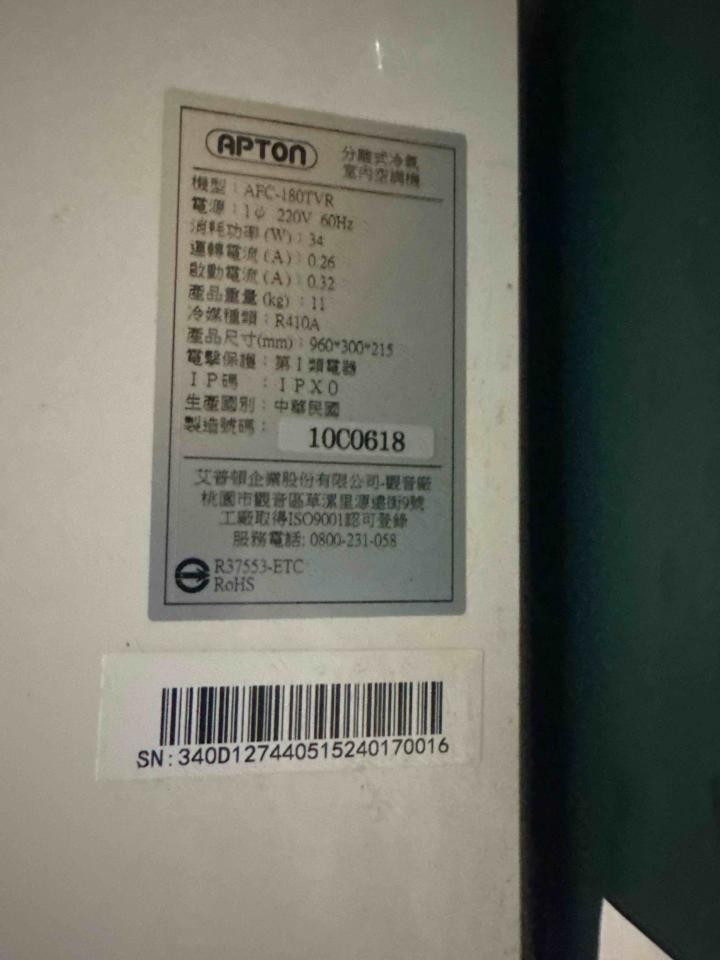 APTON
分離式冷氣
室內空調機
機型：AFC-180TVR
電源：1φ 220V 60Hz
消耗功率(W)：34
運轉電流(A)：0.26
啟動電流(A)：0.32
產品重量(kg)：11
冷媒種類：R410A
產品尺寸(mm)：960*300*215
電擊保護：第I類電器
IP碼：IPX0
生產國別：中華民國
製造號碼：10C0618
艾普頓企業股份有限公司-觀音廠
桃園市觀音區草漯里源遠街9號
工廠取得ISO9001認可登錄
服務電話：0800-231-058
R37553-ETC
RoHS
SN:340D127440515240170016